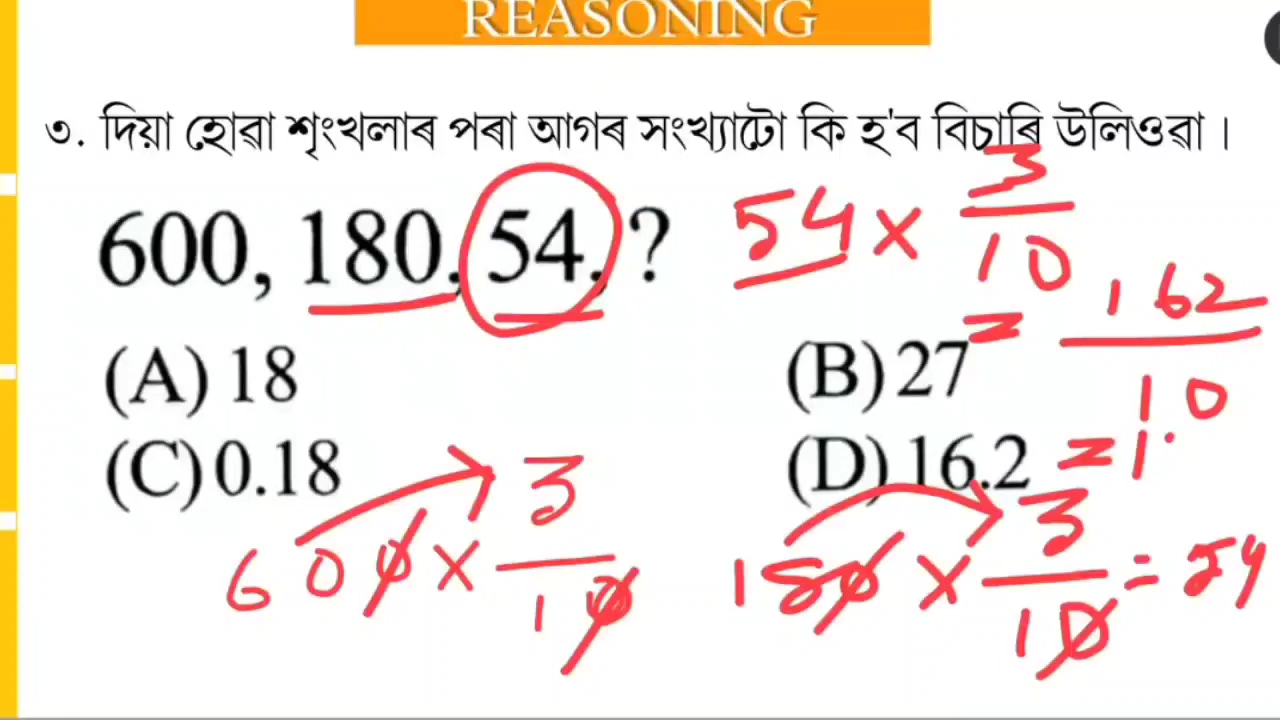 REASONING
৩. দিয়া হোৱা শৃংখলাৰ পৰা আগৰ সংখ্যাটো কি হ'ব বিচাৰি উলিওৱা ।
600, 180, 54, ?
54 × 3/10
= 162/10
(A) 18
(B) 27
(C) 0.18
(D) 16.2
= 1.
600 × 3/10
180 × 3/10 = 54